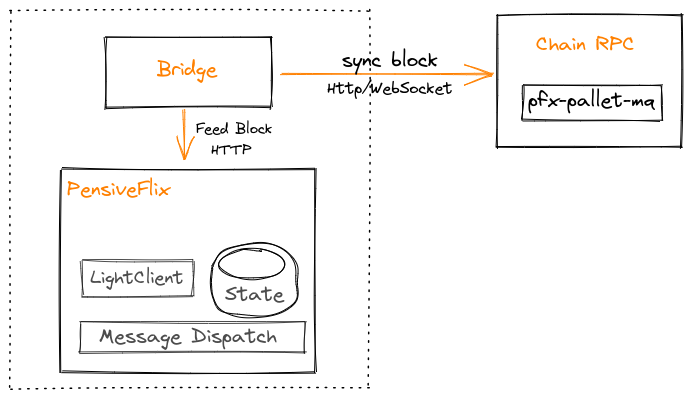 Bridge
sync block
Http/WebSocket
Chain RPC
pfx-pallet-mq
Feed Block
HTTP
PensiveFlix
LightClient
State
Message Dispatch